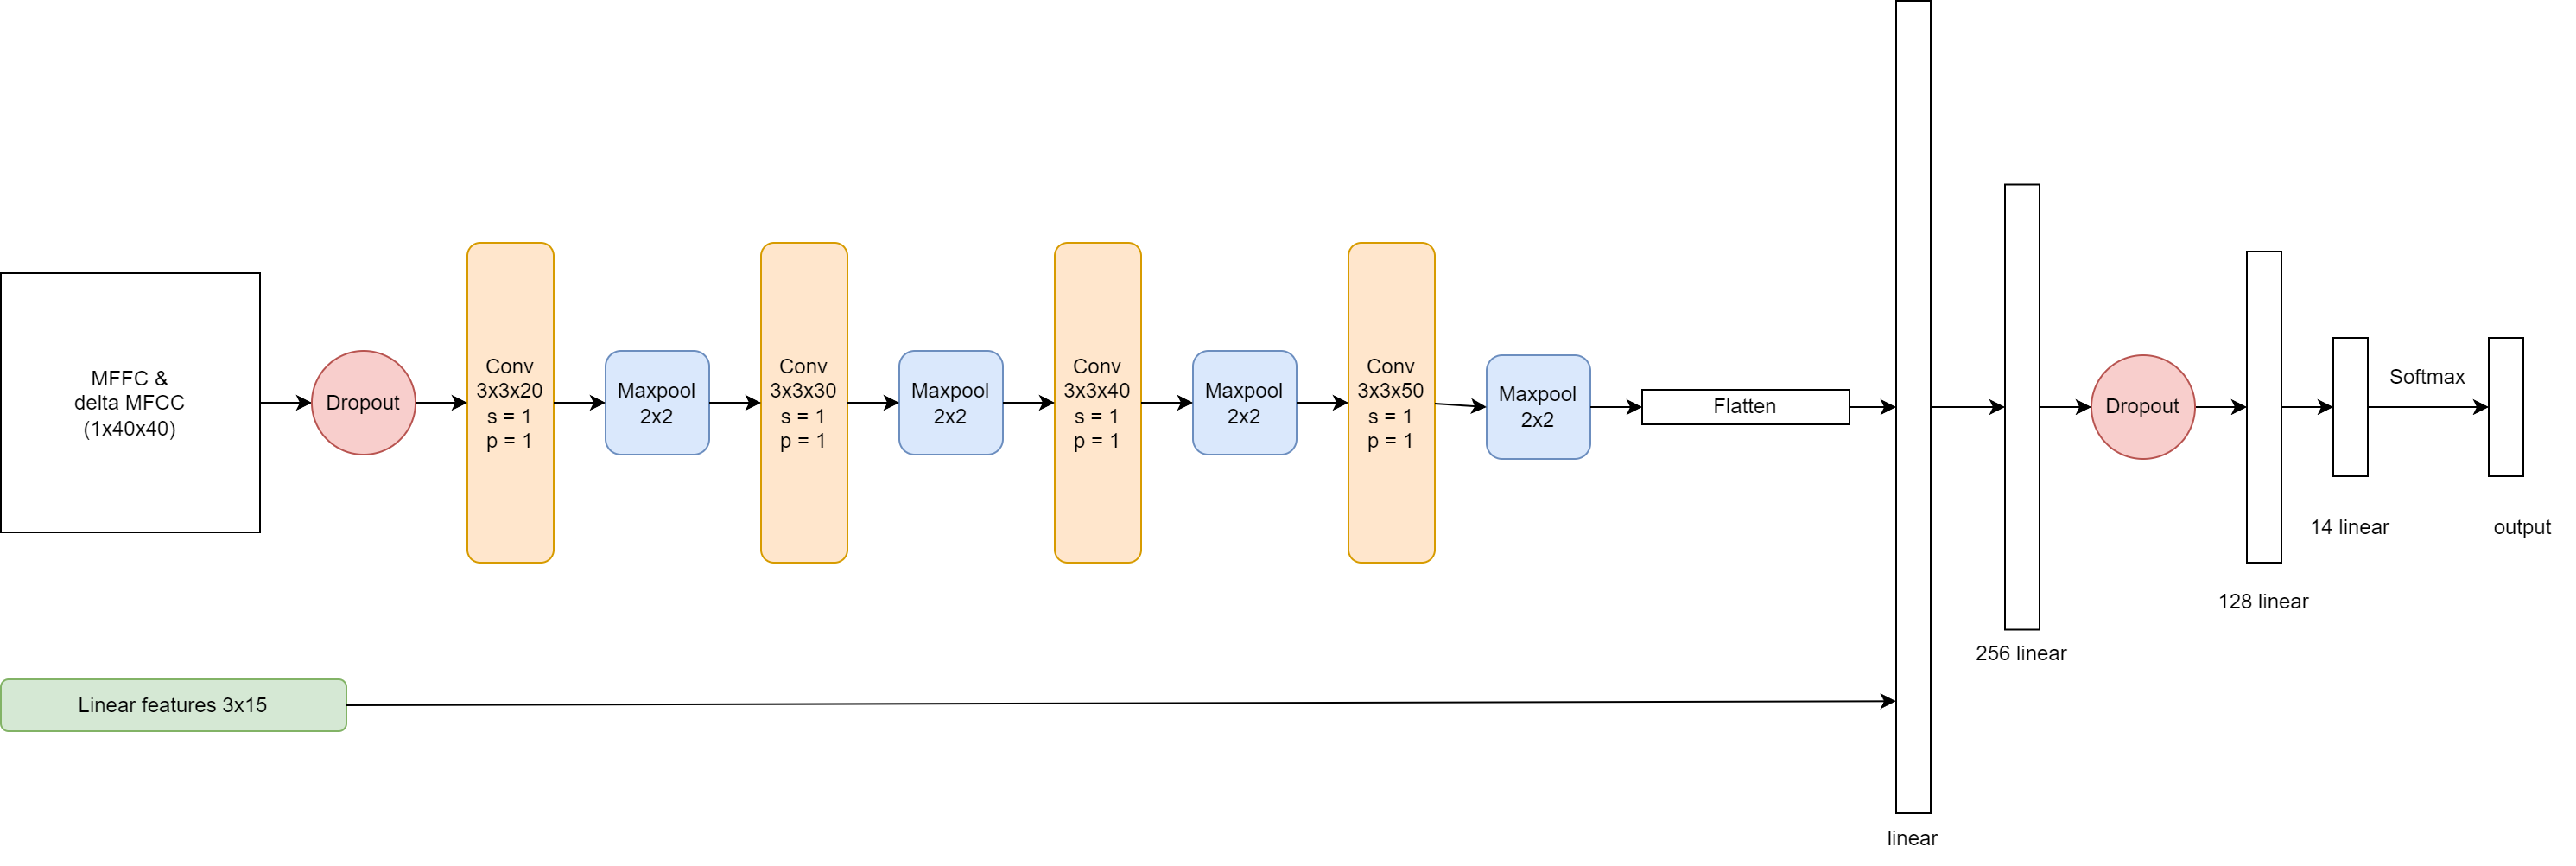 MFFC &
delta MFCC
(1x40x40)
Dropout
Conv
3x3x20
s = 1
p = 1
Maxpool
2x2
Conv
3x3x30
s = 1
p = 1
Maxpool
2x2
Conv
3x3x40
s = 1
p = 1
Maxpool
2x2
Conv
3x3x50
s = 1
p = 1
Maxpool
2x2
Flatten
Linear features 3x15
linear
256 linear
Dropout
128 linear
14 linear
Softmax
output